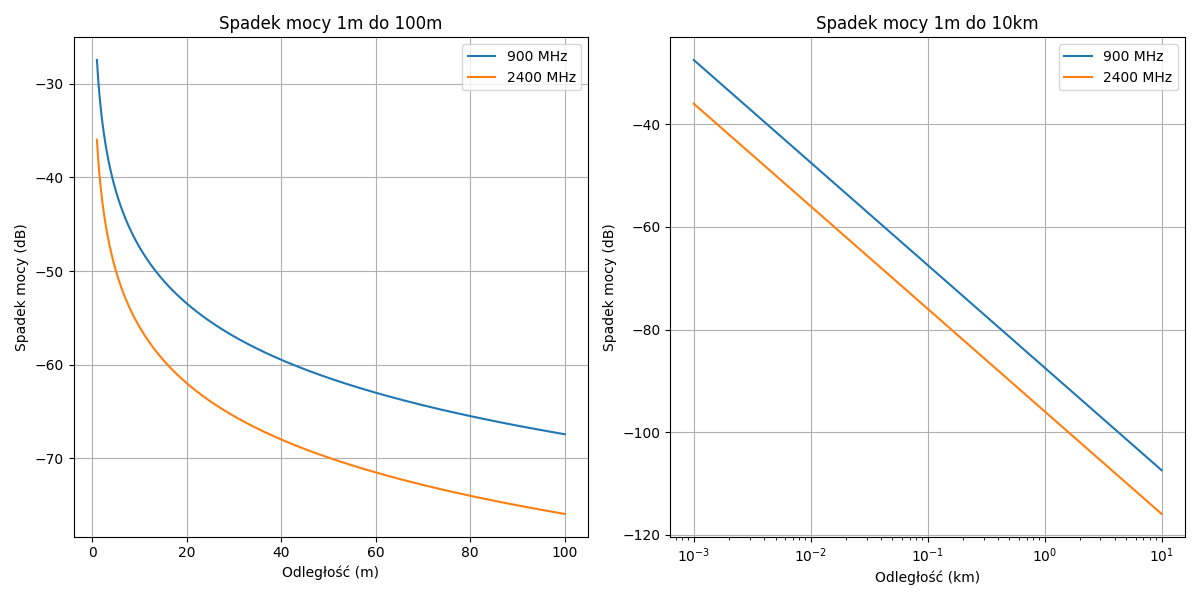 Spadek mocy 1m do 100m
900 MHz
2400 MHz
−30
−40
−50
−60
−70
Spadek mocy (dB)
0 20 40 60 80 100
Odległość (m)
Spadek mocy 1m do 10km
900 MHz
2400 MHz
−40
−60
−80
−100
−120
Spadek mocy (dB)
10⁻³ 10⁻² 10⁻¹ 10⁰ 10¹
Odległość (km)